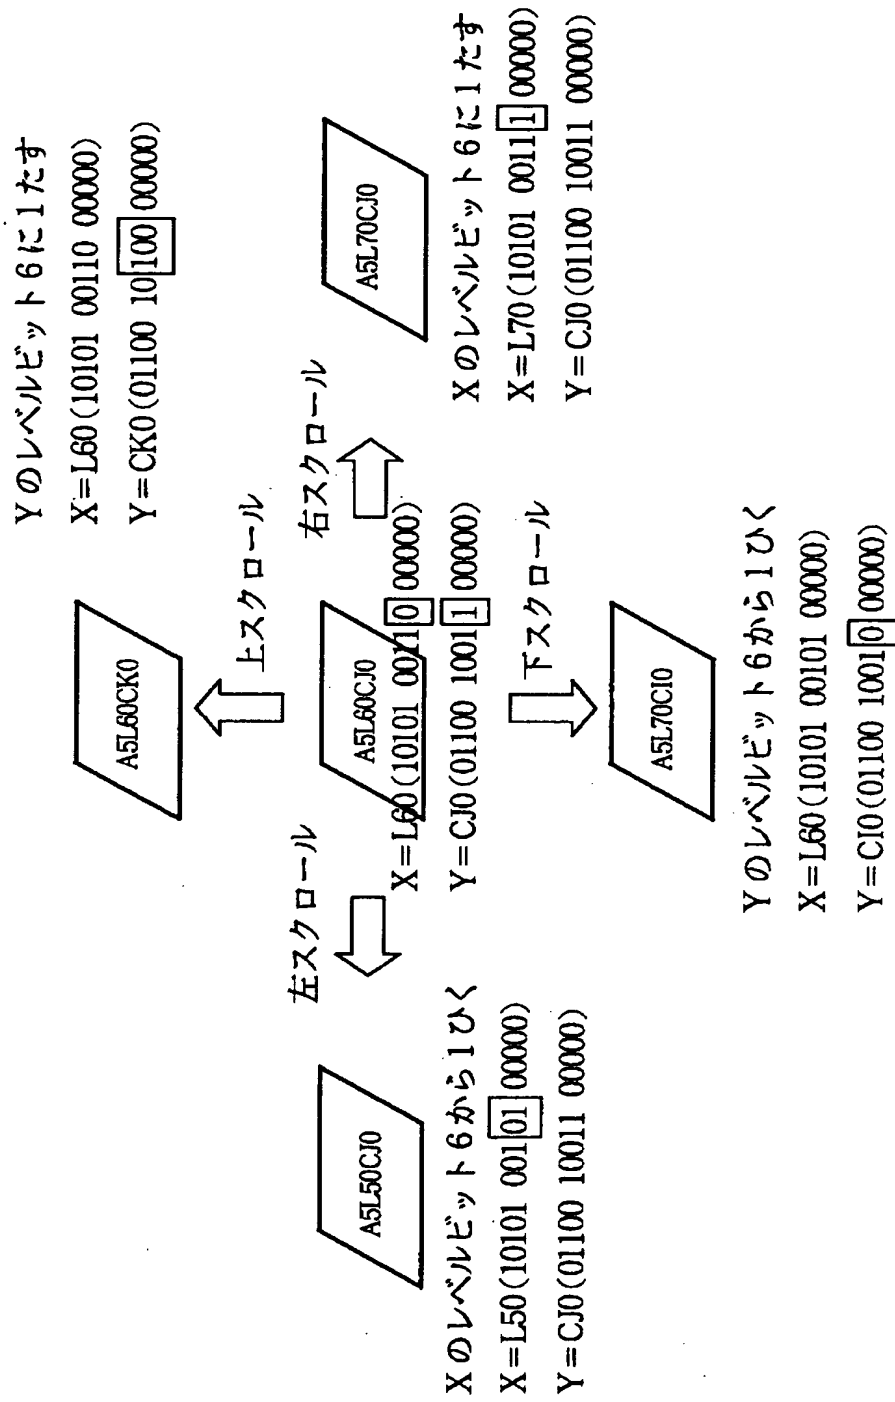 Yのレベルビット6に1たす
X=L60(10101 00110 00000)
Y=CK0(01100 10100 00000)
A5L60CK0
上スクロール
左スクロール
右スクロール
A5L50CJ0
A5L60CJ0
A5L70CJ0
X=L60(10101 00110 00000)
Y=CJ0(01100 10011 00000)
Xのレベルビット6から1ひく
X=L50(10101 00101 00000)
Y=CJ0(01100 10011 00000)
Xのレベルビット6に1たす
X=L70(10101 00111 00000)
Y=CJ0(01100 10011 00000)
下スクロール
A5L70CI0
Yのレベルビット6から1ひく
X=L60(10101 00101 00000)
Y=CI0(01100 10010 00000)